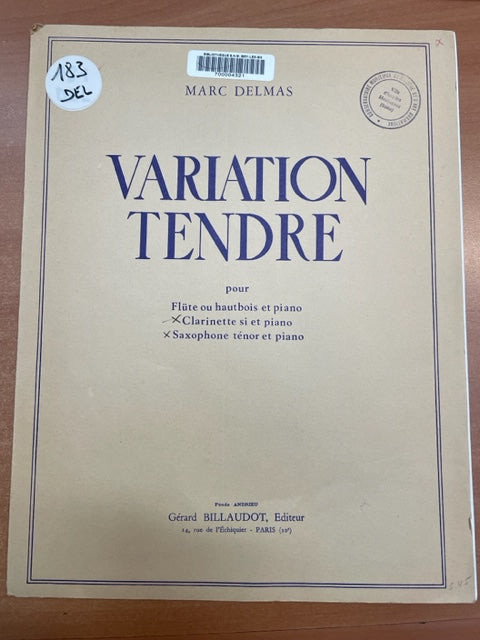 183
DEL
700004321
MARC DELMAS
VARIATION
TENDRE
pour
Flûte ou hautbois et piano
× Clarinette si et piano
× Saxophone ténor et piano
Fonds ANDRIEU
Gérard BILLAUDOT, Editeur
14, rue de l'Échiquier - PARIS (10e)